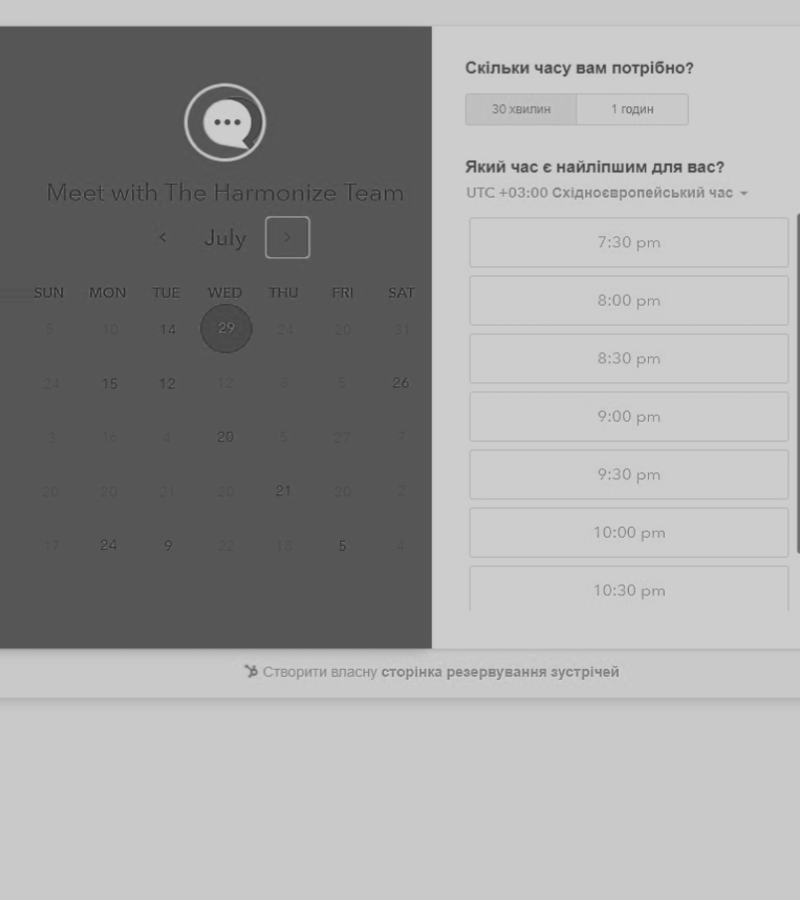 Meet with The Harmonize Team
July
SUN MON TUE WED THU FRI SAT
5 10 14 29 24 20 31
24 15 12 12 8 5 26
3 16 4 20 5 27 7
20 20 21 20 21 20 2
17 24 9 22 18 5 4
Скільки часу вам потрібно?
30 хвилин 1 годин
Який час є найліпшим для вас?
UTC +03:00 Східноєвропейський час
7:30 pm
8:00 pm
8:30 pm
9:00 pm
9:30 pm
10:00 pm
10:30 pm
Створити власну сторінка резервування зустрічей